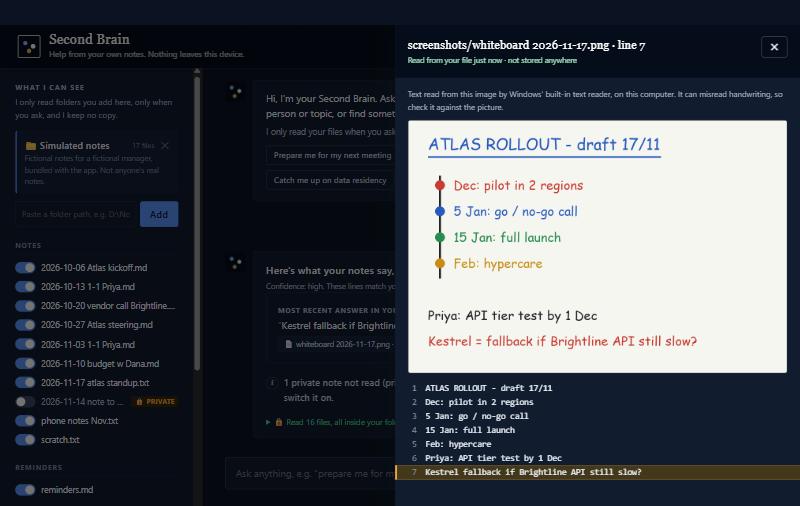 Second Brain
Help from your own notes. Nothing leaves this device.
WHAT I CAN SEE
I only read folders you add here, only when
you ask, and I keep no copy.
Simulated notes
17 files
Fictional notes for a fictional manager,
bundled with the app. Not anyone's real
notes.
Paste a folder path, e.g. D:\No
Add
NOTES
2026-10-06 Atlas kickoff.md
2026-10-13 1-1 Priya.md
2026-10-20 vendor call Brightline....
2026-10-27 Atlas steering.md
2026-11-03 1-1 Priya.md
2026-11-10 budget w Dana.md
2026-11-17 atlas standup.txt
2026-11-14 note to ...
PRIVATE
phone notes Nov.txt
scratch.txt
REMINDERS
reminders.md
Hi, I'm your Second Brain. Ask
person or topic, or find somet
I only read your files when you ask
Prepare me for my next meeting
Catch me up on data residency
Here's what your notes say.
Confidence: high. These lines match yo
MOST RECENT ANSWER IN YOU
"Kestrel fallback if Brightline
whiteboard 2026-11-17.png ·
1 private note not read (pri
switch it on.
Read 16 files, all inside your fol
Ask anything, e.g. "prepare me for m
screenshots/whiteboard 2026-11-17.png · line 7
Read from your file just now · not stored anywhere
Text read from this image by Windows' built-in text reader, on this computer. It can misread handwriting, so
check it against the picture.
ATLAS ROLLOUT - draft 17/11
Dec: pilot in 2 regions
5 Jan: go / no-go call
15 Jan: full launch
Feb: hypercare
Priya: API tier test by 1 Dec
Kestrel = fallback if Brightline API still slow?
1 ATLAS ROLLOUT - draft 17/11
2 Dec: pilot in 2 regions
3 5 Jan: go / no-go call
4 15 Jan: full launch
5 Feb: hypercare
6 Priya: API tier test by 1 Dec
7 Kestrel fallback if Brightline API still slow?